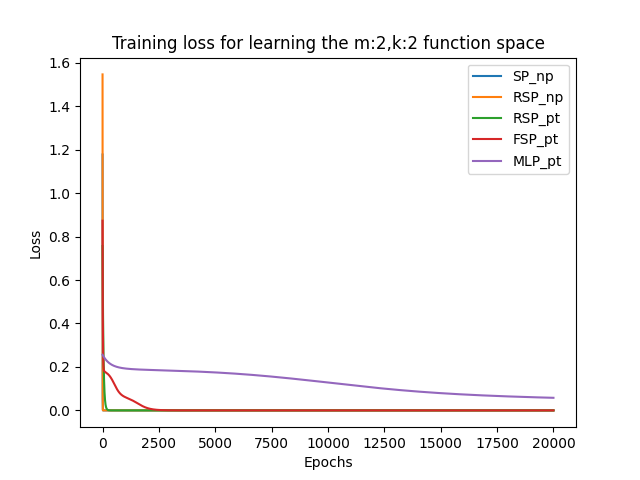 Training loss for learning the m:2,k:2 function space
1.6
1.4
1.2
1.0
0.8
0.6
0.4
0.2
0.0
Loss
SP_np
RSP_np
RSP_pt
FSP_pt
MLP_pt
0 2500 5000 7500 10000 12500 15000 17500 20000
Epochs